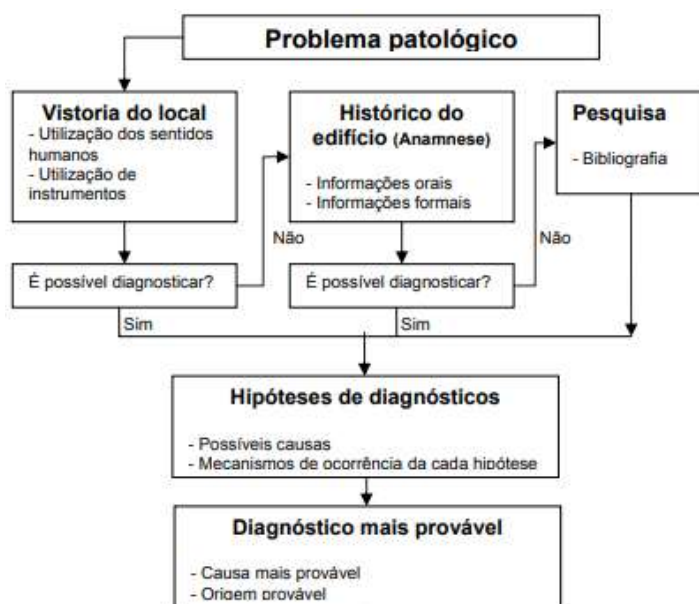 Problema patológico
Vistoria do local
- Utilização dos sentidos
humanos
- Utilização de
instrumentos
Histórico do
edifício (Anamnese)
- Informações orais
- Informações formais
Pesquisa
- Bibliografia
Não
Não
É possível diagnosticar?
É possível diagnosticar?
Sim
Sim
Hipóteses de diagnósticos
- Possíveis causas
- Mecanismos de ocorrência da cada hipótese
Diagnóstico mais provável
- Causa mais provável
- Origem provável